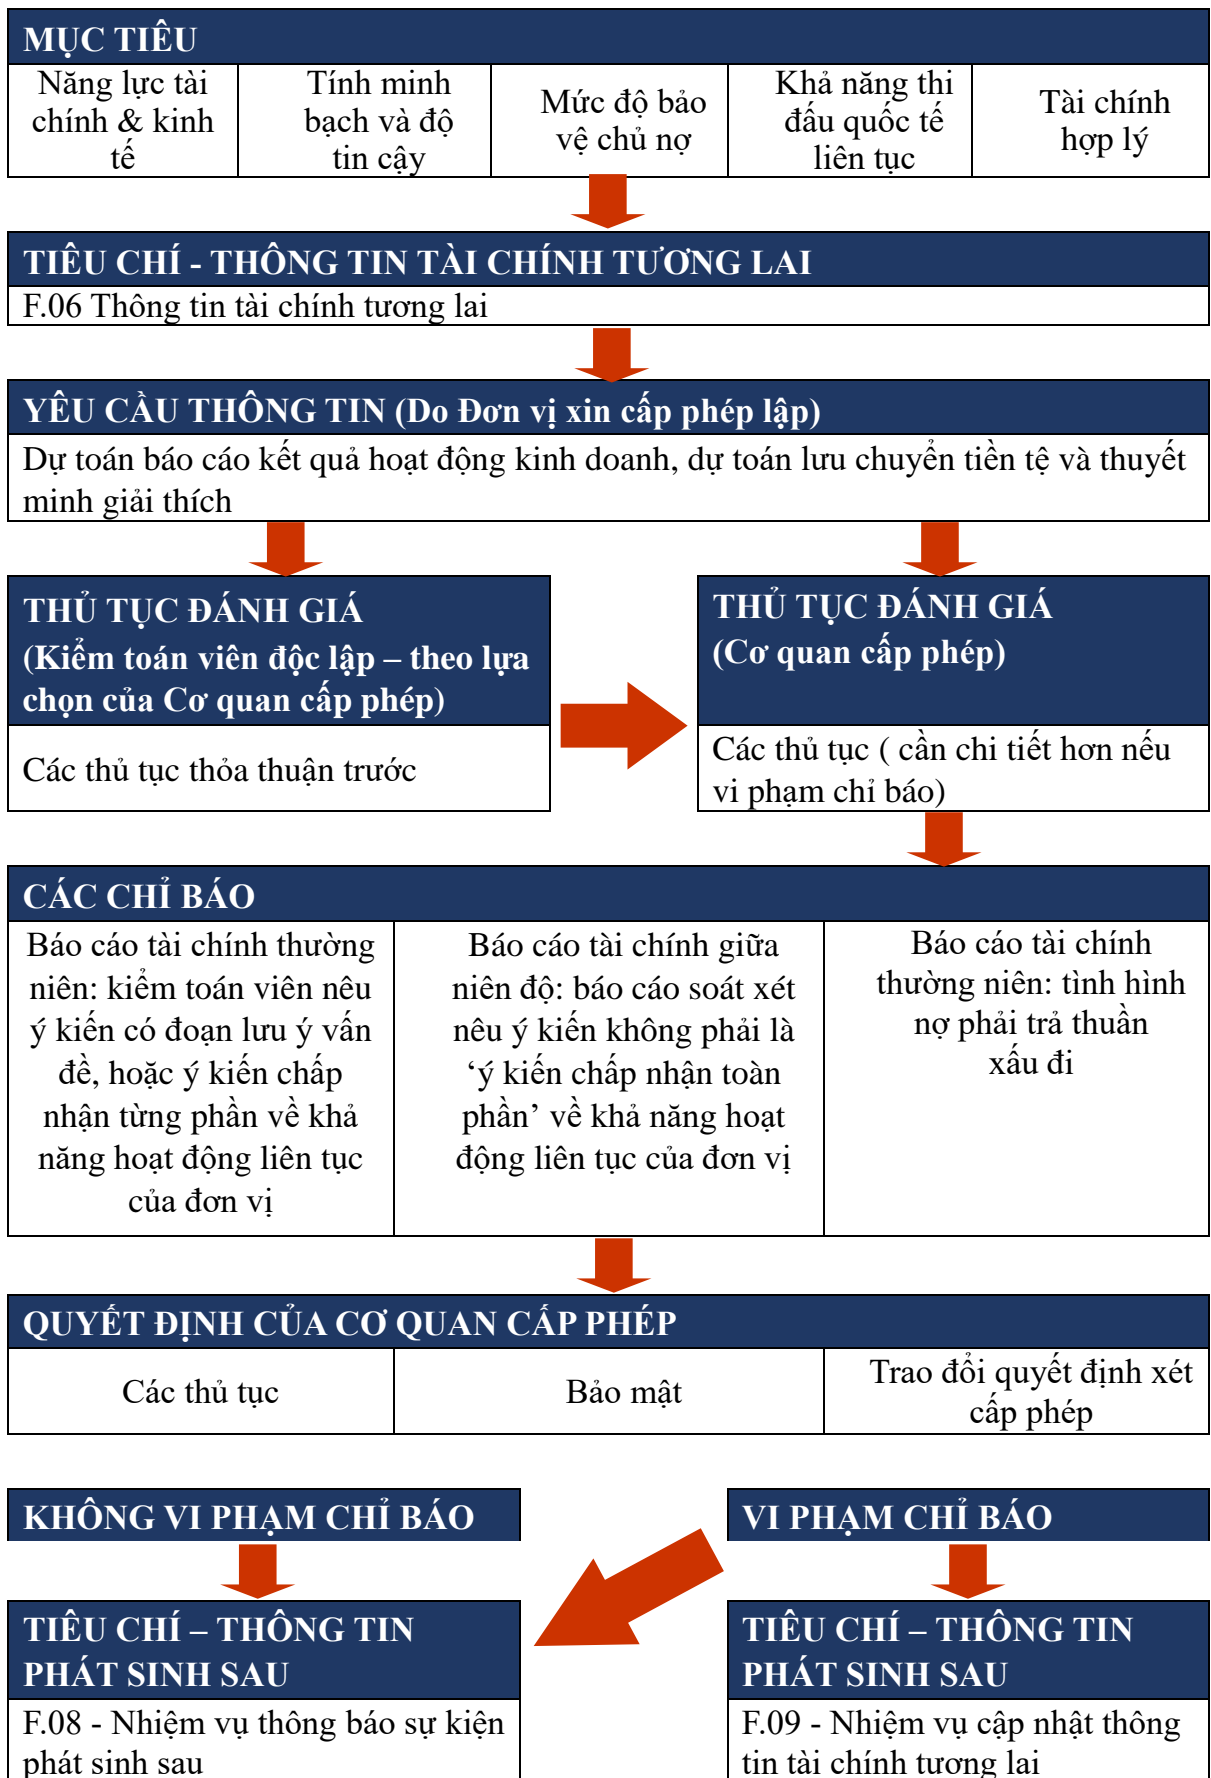 MỤC TIÊU
Năng lực tài
chính & kinh
tế
Tính minh
bạch và độ
tin cậy
Mức độ bảo
vệ chủ nợ
Khả năng thi
đấu quốc tế
liên tục
Tài chính
hợp lý
TIÊU CHÍ - THÔNG TIN TÀI CHÍNH TƯƠNG LAI
F.06 Thông tin tài chính tương lai
YÊU CẦU THÔNG TIN (Do Đơn vị xin cấp phép lập)
Dự toán báo cáo kết quả hoạt động kinh doanh, dự toán lưu chuyển tiền tệ và thuyết
minh giải thích
THỦ TỤC ĐÁNH GIÁ
(Kiểm toán viên độc lập – theo lựa
chọn của Cơ quan cấp phép)
Các thủ tục thỏa thuận trước
THỦ TỤC ĐÁNH GIÁ
(Cơ quan cấp phép)
Các thủ tục ( cần chi tiết hơn nếu
vi phạm chỉ báo)
CÁC CHỈ BÁO
Báo cáo tài chính thường
niên: kiểm toán viên nêu
ý kiến có đoạn lưu ý vấn
đề, hoặc ý kiến chấp
nhận từng phần về khả
năng hoạt động liên tục
của đơn vị
Báo cáo tài chính giữa
niên độ: báo cáo soát xét
nêu ý kiến không phải là
‘ý kiến chấp nhận toàn
phần’ về khả năng hoạt
động liên tục của đơn vị
Báo cáo tài chính
thường niên: tình hình
nợ phải trả thuần
xấu đi
QUYẾT ĐỊNH CỦA CƠ QUAN CẤP PHÉP
Các thủ tục
Bảo mật
Trao đổi quyết định xét
cấp phép
KHÔNG VI PHẠM CHỈ BÁO
VI PHẠM CHỈ BÁO
TIÊU CHÍ – THÔNG TIN
PHÁT SINH SAU
F.08 - Nhiệm vụ thông báo sự kiện
phát sinh sau
TIÊU CHÍ – THÔNG TIN
PHÁT SINH SAU
F.09 - Nhiệm vụ cập nhật thông
tin tài chính tương lai